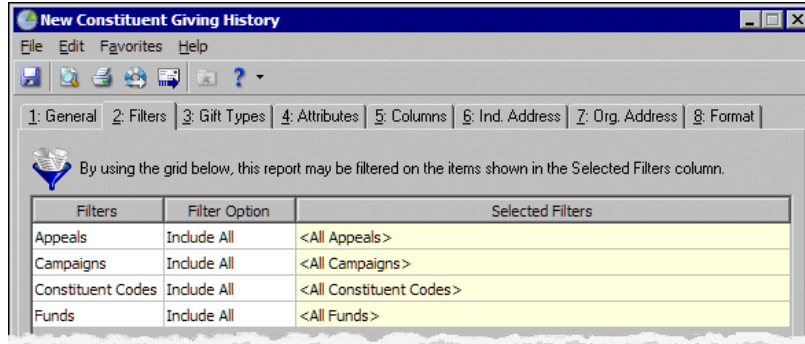 New Constituent Giving History
File Edit Favorites Help
1: General 2: Filters 3: Gift Types 4: Attributes 5: Columns 6: Ind. Address 7: Org. Address 8: Format
By using the grid below, this report may be filtered on the items shown in the Selected Filters column.
Filters Filter Option Selected Filters
Appeals Include All <All Appeals>
Campaigns Include All <All Campaigns>
Constituent Codes Include All <All Constituent Codes>
Funds Include All <All Funds>